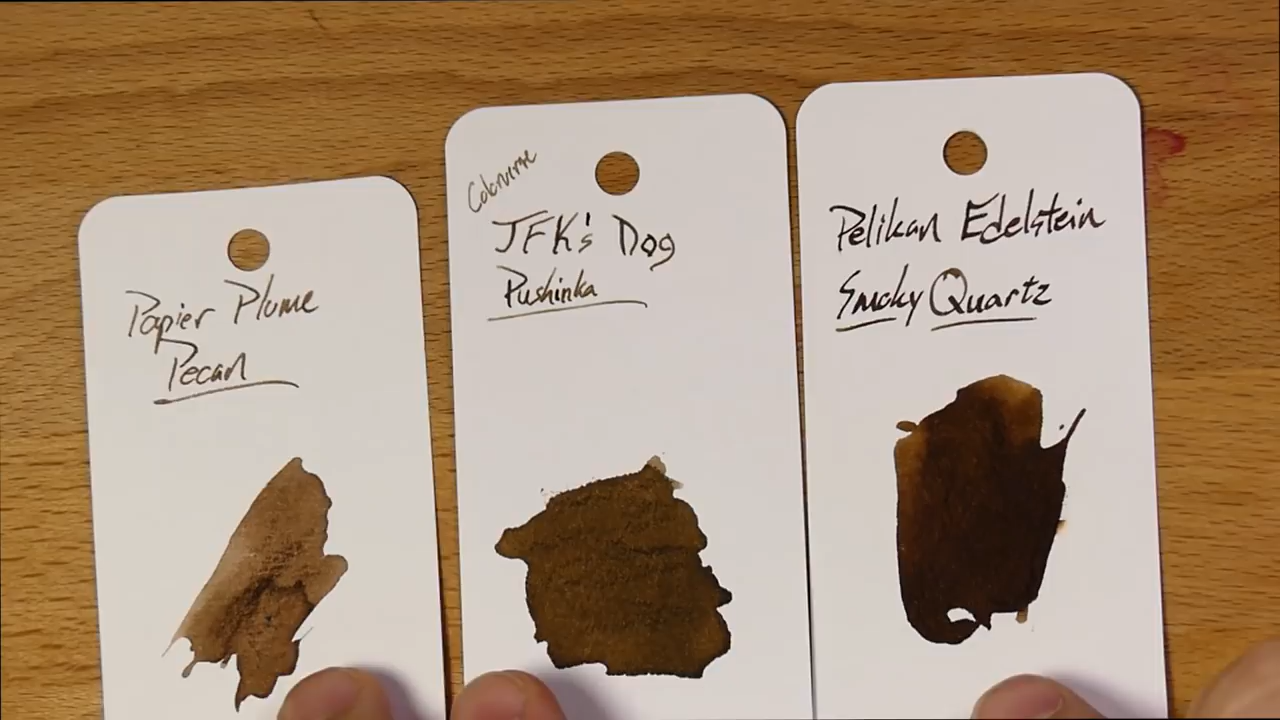 Papier Plume
Pecan
Colorverse
JFK's Dog
Pushinka
Pelikan Edelstein
Smoky Quartz